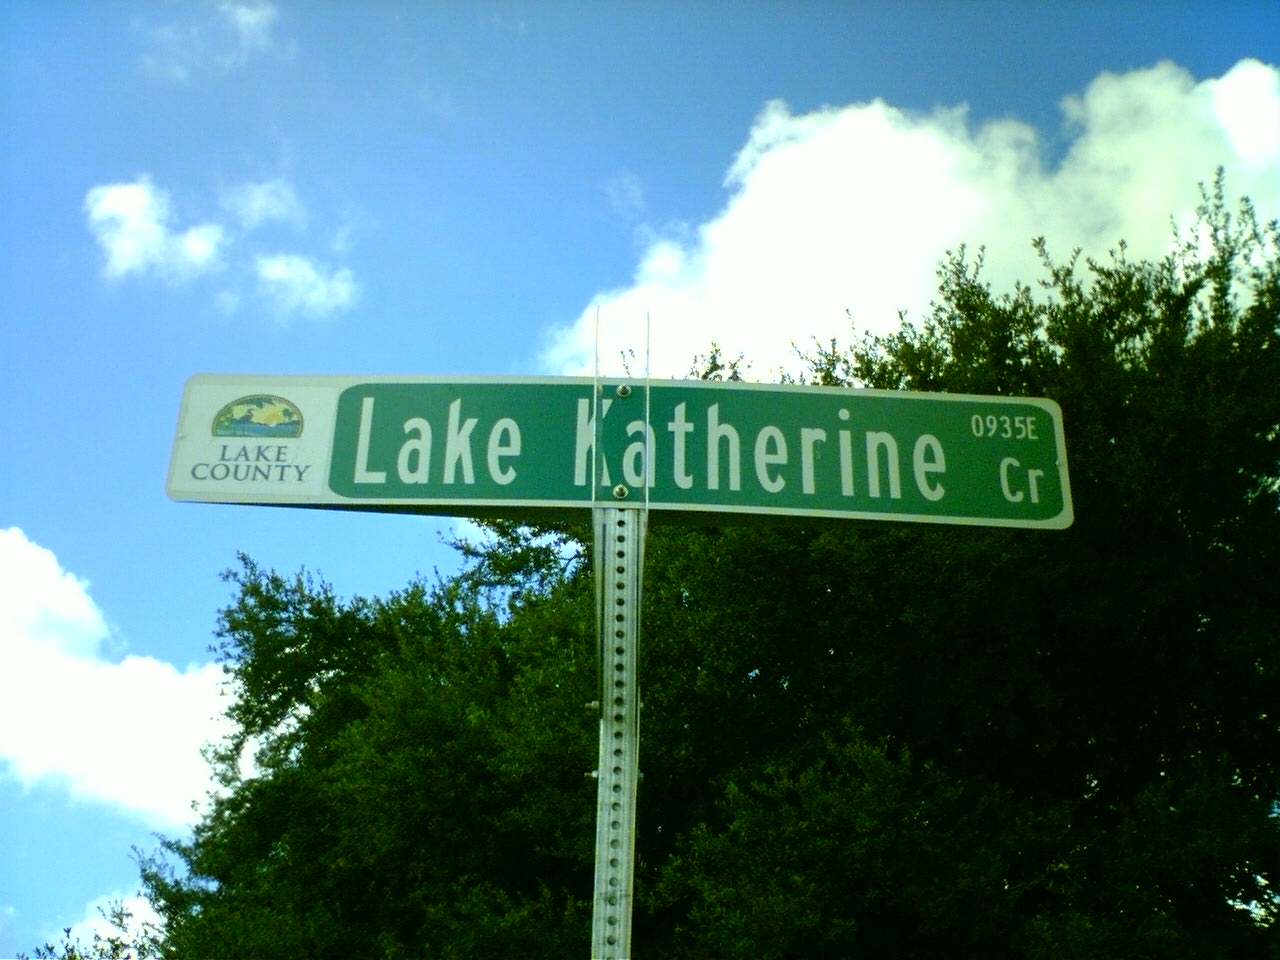 LAKE
COUNTY
Lake Katherine
0935E
Cr